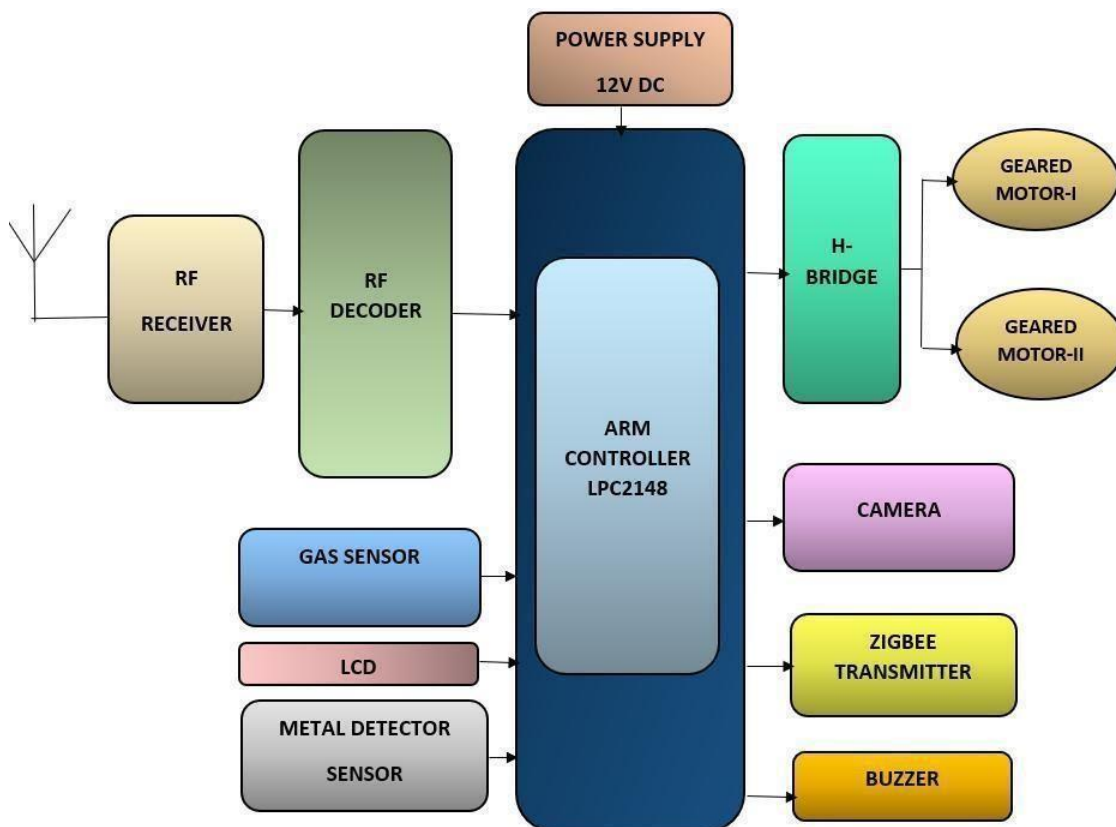 POWER SUPPLY
12V DC
RF
RECEIVER
RF
DECODER
ARM
CONTROLLER
LPC2148
H-
BRIDGE
GEARED
MOTOR-I
GEARED
MOTOR-II
GAS SENSOR
LCD
METAL DETECTOR
SENSOR
CAMERA
ZIGBEE
TRANSMITTER
BUZZER